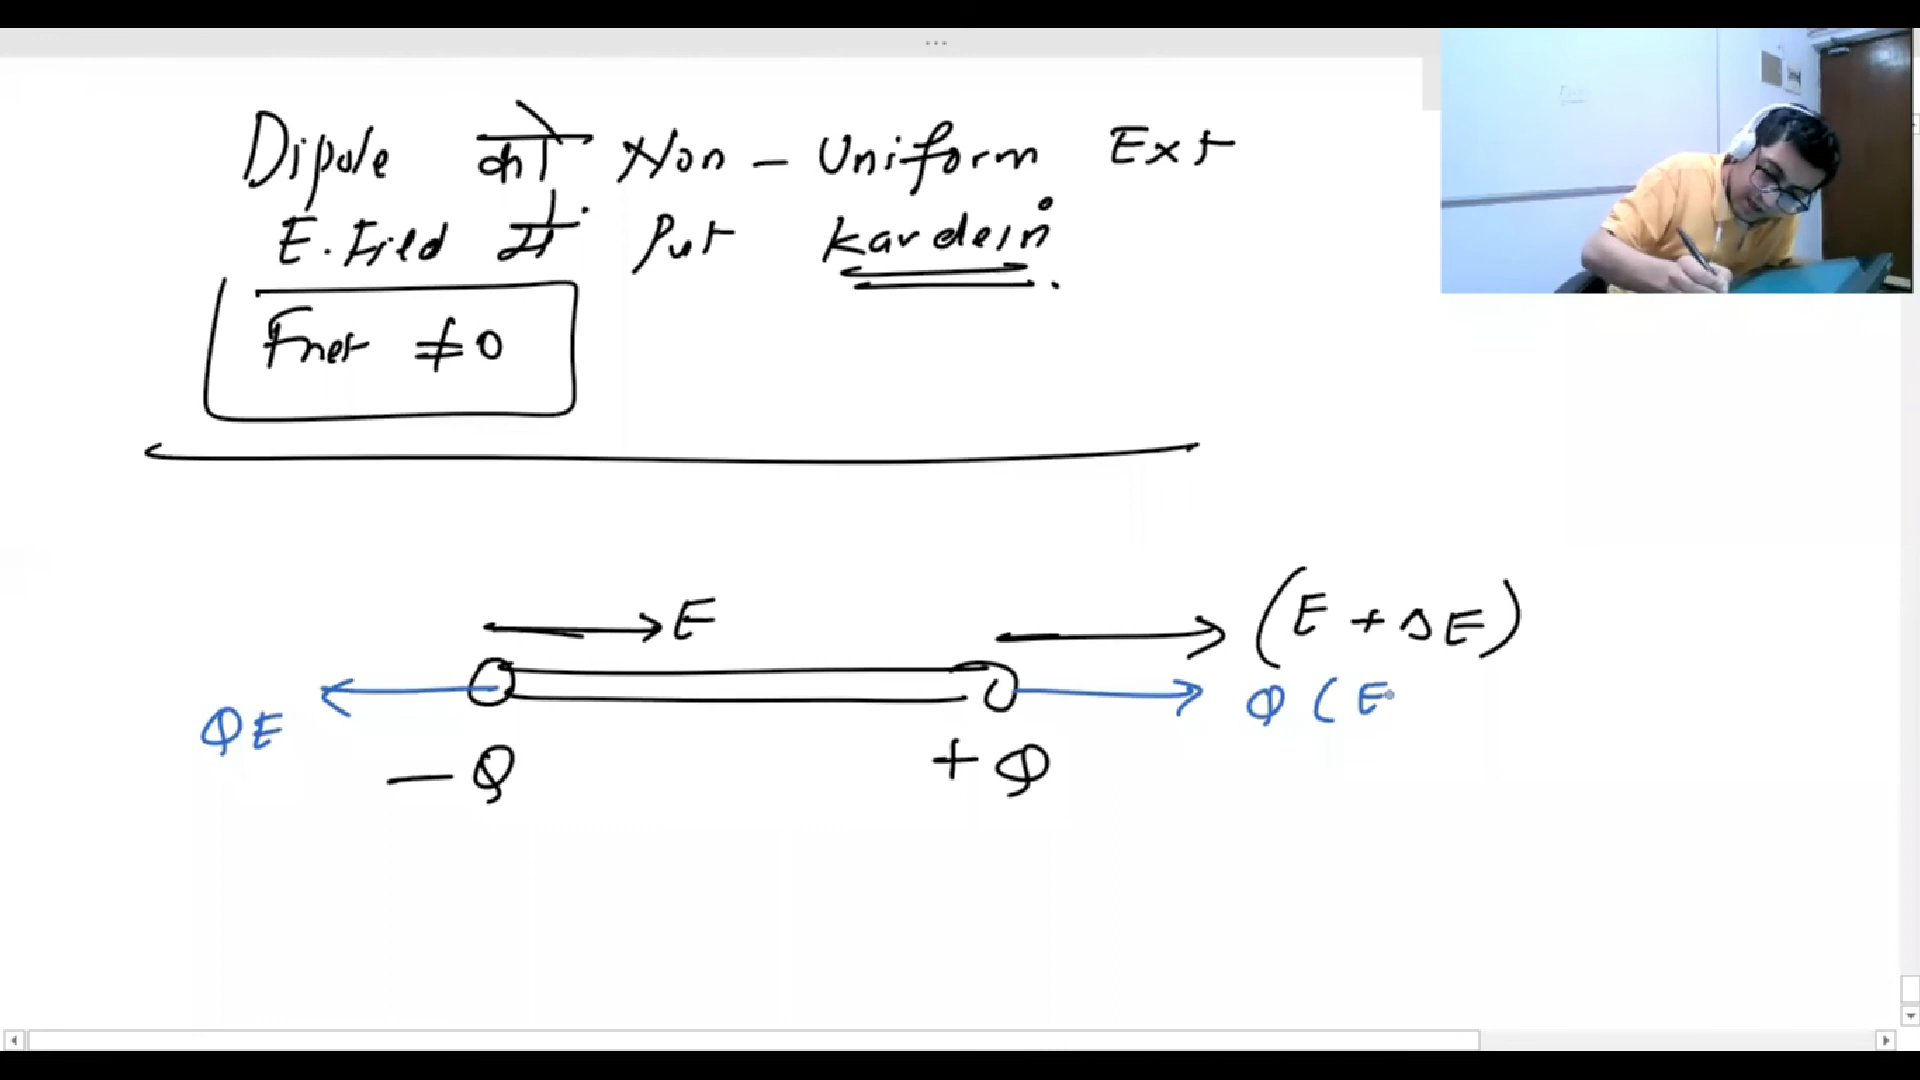 Dipole को Non - Uniform Ext
E. Field में Put kardein.
Fnet ≠ 0
E
(E + ΔE)
QE
Q ( E
- Q
+ Q